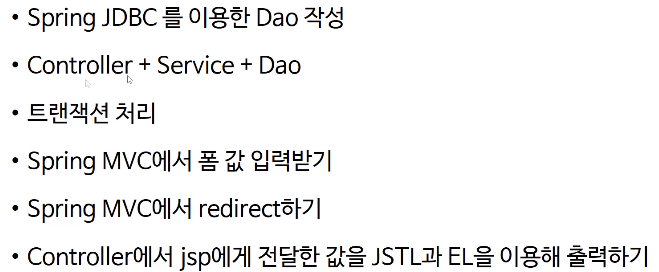 • Spring JDBC 를 이용한 Dao 작성
• Controller + Service + Dao
• 트랜잭션 처리
• Spring MVC에서 폼 값 입력받기
• Spring MVC에서 redirect하기
• Controller에서 jsp에게 전달한 값을 JSTL과 EL을 이용해 출력하기